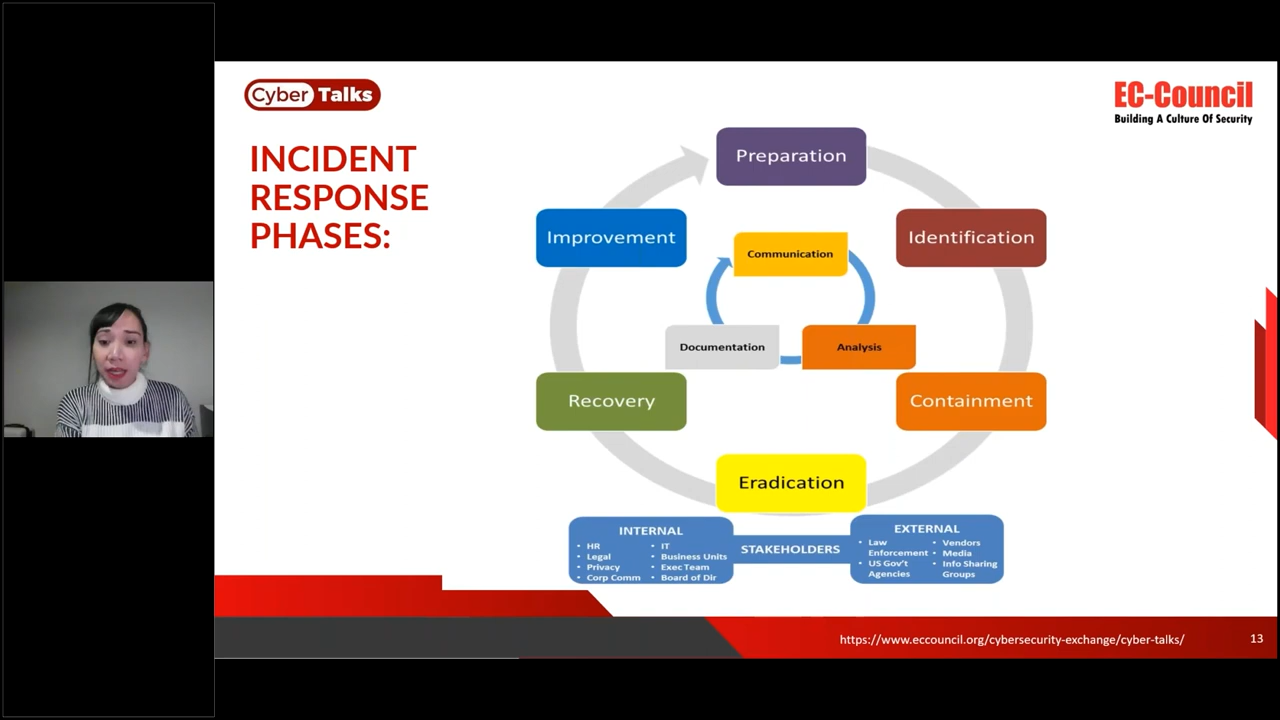 Cyber Talks
EC-Council
Building A Culture Of Security
INCIDENT
RESPONSE
PHASES:
Preparation
Identification
Containment
Eradication
Recovery
Improvement
Communication
Analysis
Documentation
INTERNAL
• HR
• Legal
• Privacy
• Corp Comm
• IT
• Business Units
• Exec Team
• Board of Dir
STAKEHOLDERS
EXTERNAL
• Law
Enforcement
• US Gov't
Agencies
• Vendors
• Media
• Info Sharing
Groups
https://www.eccouncil.org/cybersecurity-exchange/cyber-talks/
13